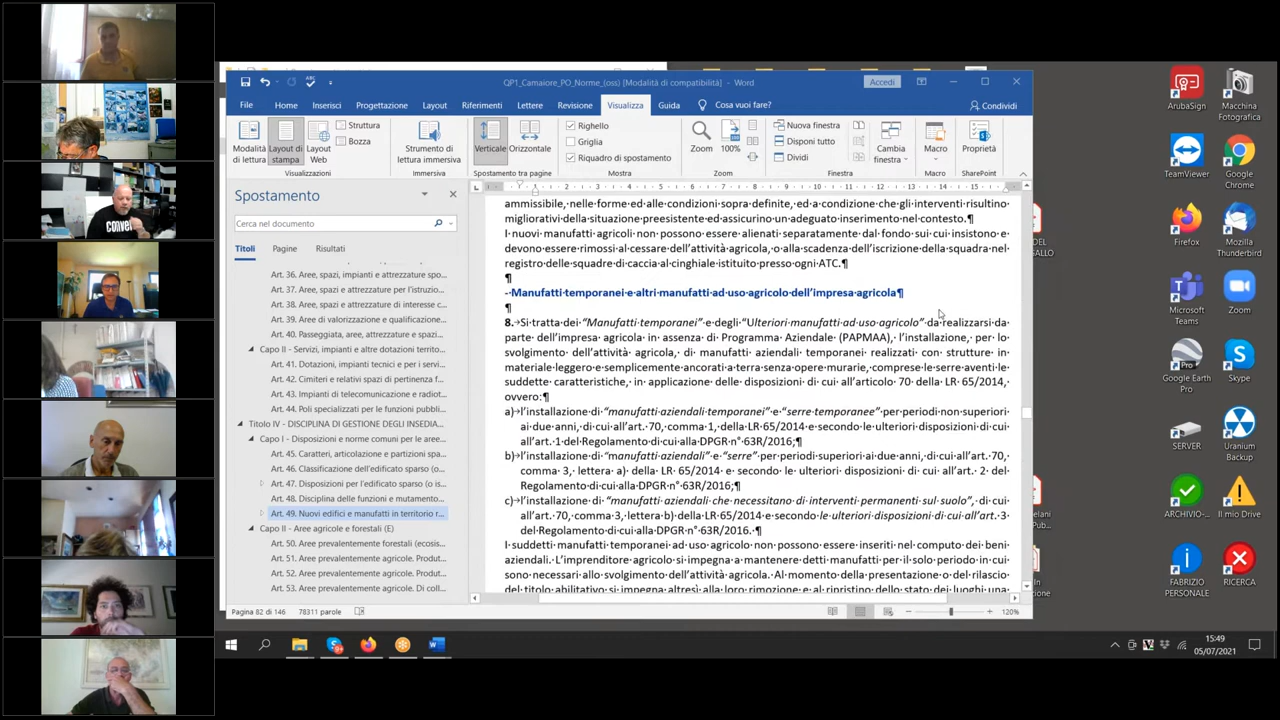 QP1_Camaiore_PO_Norme_(oss) [Modalità di compatibilità] - Word
Accedi
File Home Inserisci Progettazione Layout Riferimenti Lettere Revisione Visualizza Guida Cosa vuoi fare? Condividi
Modalità di lettura
Layout di stampa
Layout Web
Struttura
Bozza
Visualizzazioni
Strumento di lettura immersiva
Immersiva
Verticale
Orizzontale
Spostamento tra pagine
Righello
Griglia
Riquadro di spostamento
Mostra
Zoom
100%
Zoom
Nuova finestra
Disponi tutto
Dividi
Cambia finestra
Finestra
Macro
Macro
Proprietà
SharePoint
Spostamento
Cerca nel documento
Titoli Pagine Risultati
Art. 36. Aree, spazi, impianti e attrezzature spo...
Art. 37. Aree, spazi e attrezzature per l'istruzio...
Art. 38. Aree, spazi e attrezzature di interesse c...
Art. 39. Aree di valorizzazione e qualificazione...
Art. 40. Passeggiata, aree, attrezzature e spazi...
Capo II - Servizi, impianti e altre dotazioni territo...
Art. 41. Dotazioni, impianti tecnici e per i servi...
Art. 42. Cimiteri e relativi spazi di pertinenza f...
Art. 43. Impianti di telecomunicazione e radiot...
Art. 44. Poli specializzati per le funzioni pubbli...
Titolo IV – DISCIPLINA DI GESTIONE DEGLI INSEDIA...
Capo I - Disposizioni e norme comuni per le aree...
Art. 45. Caratteri, articolazione e partizioni spa...
Art. 46. Classificazione dell'edificato sparso (o...
Art. 47. Disposizioni per l'edificato sparso (o is...
Art. 48. Disciplina delle funzioni e mutamento...
Art. 49. Nuovi edifici e manufatti in territorio r...
Capo II - Aree agricole e forestali (E)
Art. 50. Aree prevalentemente forestali (ecosis...
Art. 51. Aree prevalentemente agricole. Produt...
Art. 52. Aree prevalentemente agricole. Produt...
Art. 53. Aree prevalentemente agricole. Di coll...
ammissibile, nelle forme ed alle condizioni sopra definite, ed a condizione che gli interventi risultino
migliorativi della situazione preesistente ed assicurino un adeguato inserimento nel contesto.¶
I nuovi manufatti agricoli non possono essere alienati separatamente dal fondo su cui insistono e
devono essere rimossi al cessare dell'attività agricola, o alla scadenza dell'iscrizione della squadra nel
registro delle squadre di caccia al cinghiale istituito presso ogni ATC.¶
¶
- Manufatti temporanei e altri manufatti ad uso agricolo dell'impresa agricola¶
¶
8. Si tratta dei "Manufatti temporanei" e degli "Ulteriori manufatti ad uso agricolo" da realizzarsi da
parte dell'impresa agricola in assenza di Programma Aziendale (PAPMAA), l'installazione, per lo
svolgimento dell'attività agricola, di manufatti aziendali temporanei realizzati con strutture in
materiale leggero e semplicemente ancorati a terra senza opere murarie, comprese le serre aventi le
suddette caratteristiche, in applicazione delle disposizioni di cui all'articolo 70 della LR 65/2014,
ovvero:¶
a) l'installazione di "manufatti aziendali temporanei" e "serre temporanee" per periodi non superiori
ai due anni, di cui all'art. 70, comma 1, della LR 65/2014 e secondo le ulteriori disposizioni di cui
all'art. 1 del Regolamento di cui alla DPGR n° 63R/2016;¶
b) l'installazione di "manufatti aziendali" e "serre" per periodi superiori ai due anni, di cui all'art. 70,
comma 3, lettera a) della LR 65/2014 e secondo le ulteriori disposizioni di cui all'art. 2 del
Regolamento di cui alla DPGR n° 63R/2016;¶
c) l'installazione di "manufatti aziendali che necessitano di interventi permanenti sul suolo", di cui
all'art. 70, comma 3, lettera b) della LR 65/2014 e secondo le ulteriori disposizioni di cui all'art. 3
del Regolamento di cui alla DPGR n° 63R/2016. ¶
I suddetti manufatti temporanei ad uso agricolo non possono essere inseriti nel computo dei beni
aziendali. L'imprenditore agricolo si impegna a mantenere detti manufatti per il solo periodo in cui
sono necessari allo svolgimento dell'attività agricola. Al momento della presentazione o del rilascio
del titolo abilitativo si impegna altresì alla loro rimozione e al ripristino dello stato dei luoghi una
Pagina 82 di 146 78311 parole
120%
ArubaSign
Macchina Fotografica
TeamViewer
Google Chrome
Firefox
Mozilla Thunderbird
Microsoft Teams
Zoom
Google Earth Pro
Skype
SERVER
Uranium Backup
ARCHIVIO-...
Il mio Drive
FABRIZIO PERSONALE
RICERCA
15:49
05/07/2021